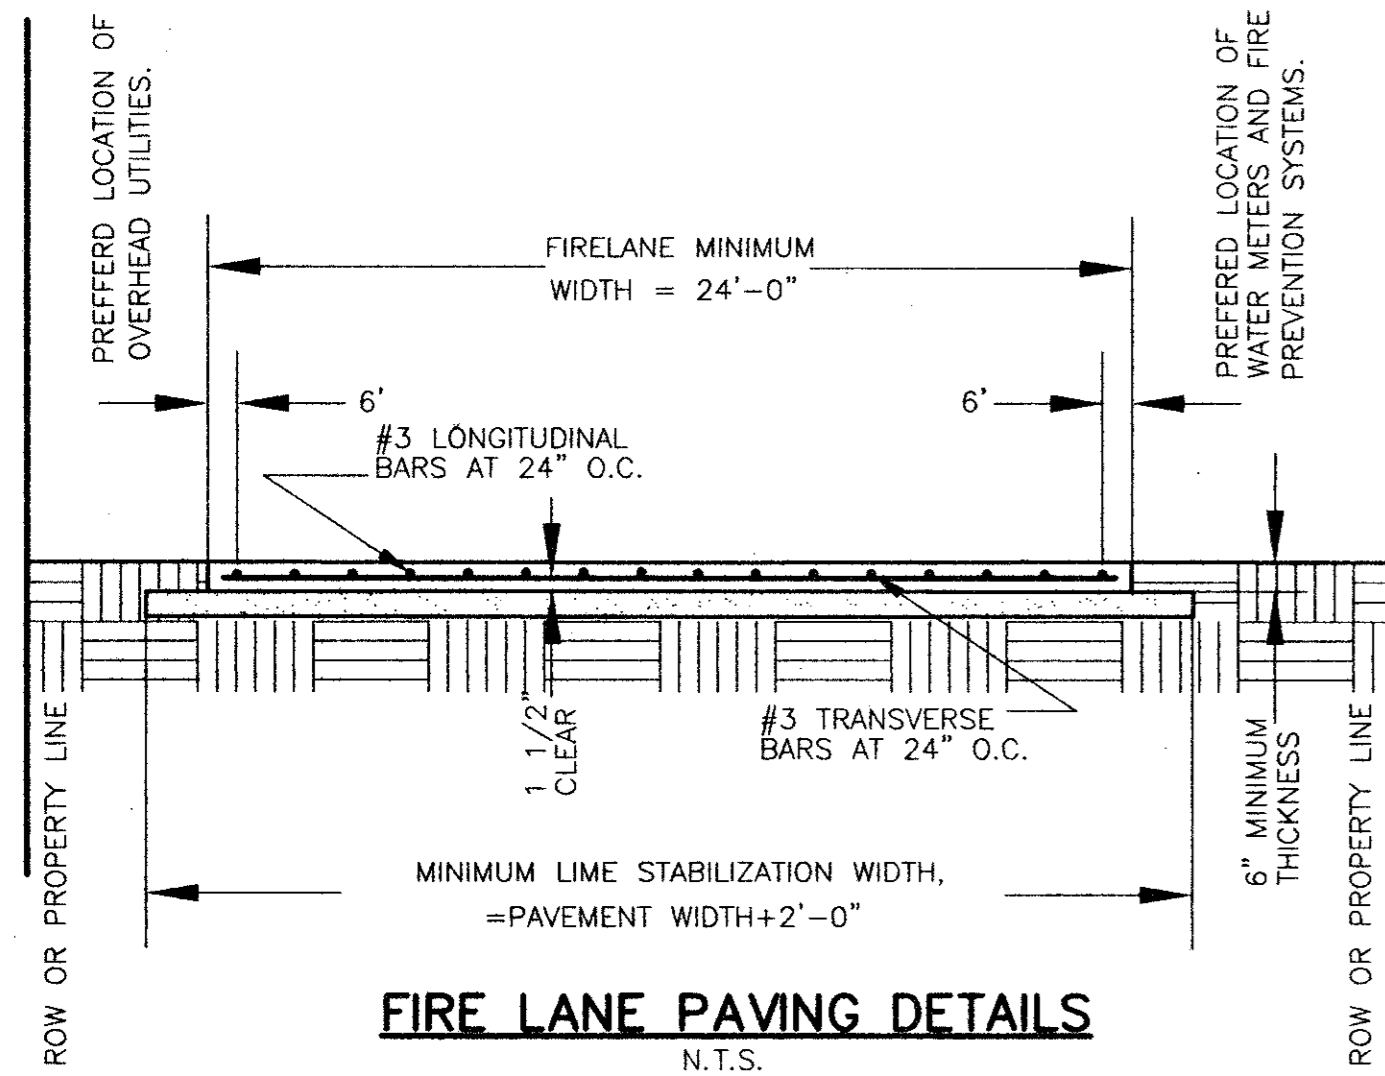 PREFFERD LOCATION OF
OVERHEAD UTILITIES.
PREFERED LOCATION OF
WATER METERS AND FIRE
PREVENTION SYSTEMS.
FIRELANE MINIMUM
WIDTH = 24'-0"
6'
6'
#3 LONGITUDINAL
BARS AT 24" O.C.
1 1/2"
CLEAR
#3 TRANSVERSE
BARS AT 24" O.C.
6" MINIMUM
THICKNESS
ROW OR PROPERTY LINE
ROW OR PROPERTY LINE
MINIMUM LIME STABILIZATION WIDTH,
=PAVEMENT WIDTH+2'-0"
FIRE LANE PAVING DETAILS
N.T.S.